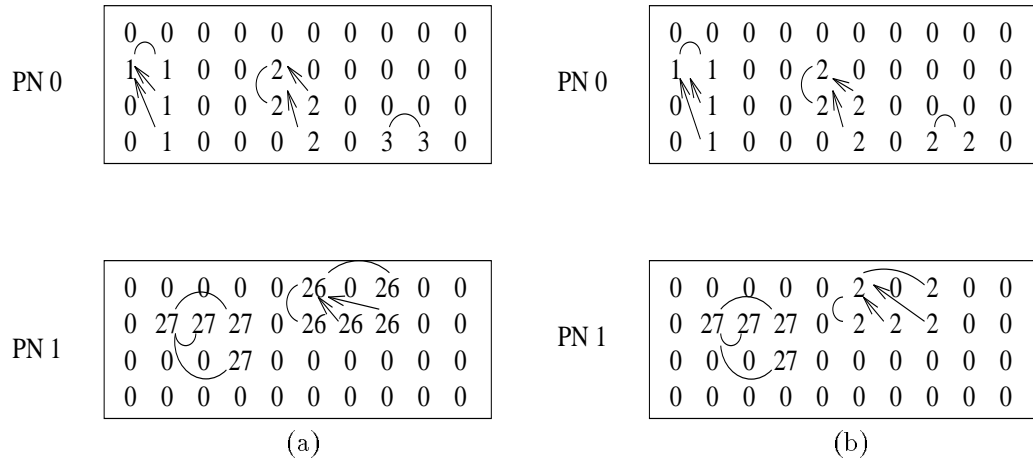 PN 0
0 0 0 0 0 0 0 0 0 0
1 1 0 0 2 0 0 0 0 0
0 1 0 0 2 2 0 0 0 0
0 1 0 0 0 2 0 3 3 0
PN 1
0 0 0 0 0 26 0 26 0 0
0 27 27 27 0 26 26 26 0 0
0 0 0 27 0 0 0 0 0 0
0 0 0 0 0 0 0 0 0 0
(a)
PN 0
0 0 0 0 0 0 0 0 0 0
1 1 0 0 2 0 0 0 0 0
0 1 0 0 2 2 0 0 0 0
0 1 0 0 0 2 0 2 2 0
PN 1
0 0 0 0 0 2 0 2 0 0
0 27 27 27 0 2 2 2 0 0
0 0 0 27 0 0 0 0 0 0
0 0 0 0 0 0 0 0 0 0
(b)